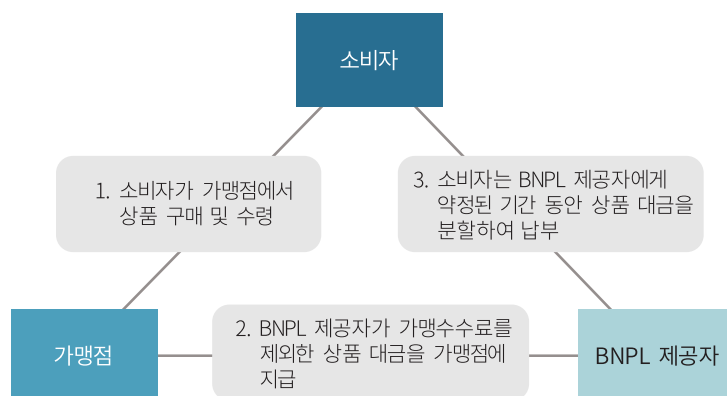 소비자
1. 소비자가 가맹점에서
상품 구매 및 수령
3. 소비자는 BNPL 제공자에게
약정된 기간 동안 상품 대금을
분할하여 납부
가맹점
2. BNPL 제공자가 가맹수수료를
제외한 상품 대금을 가맹점에
지급
BNPL 제공자